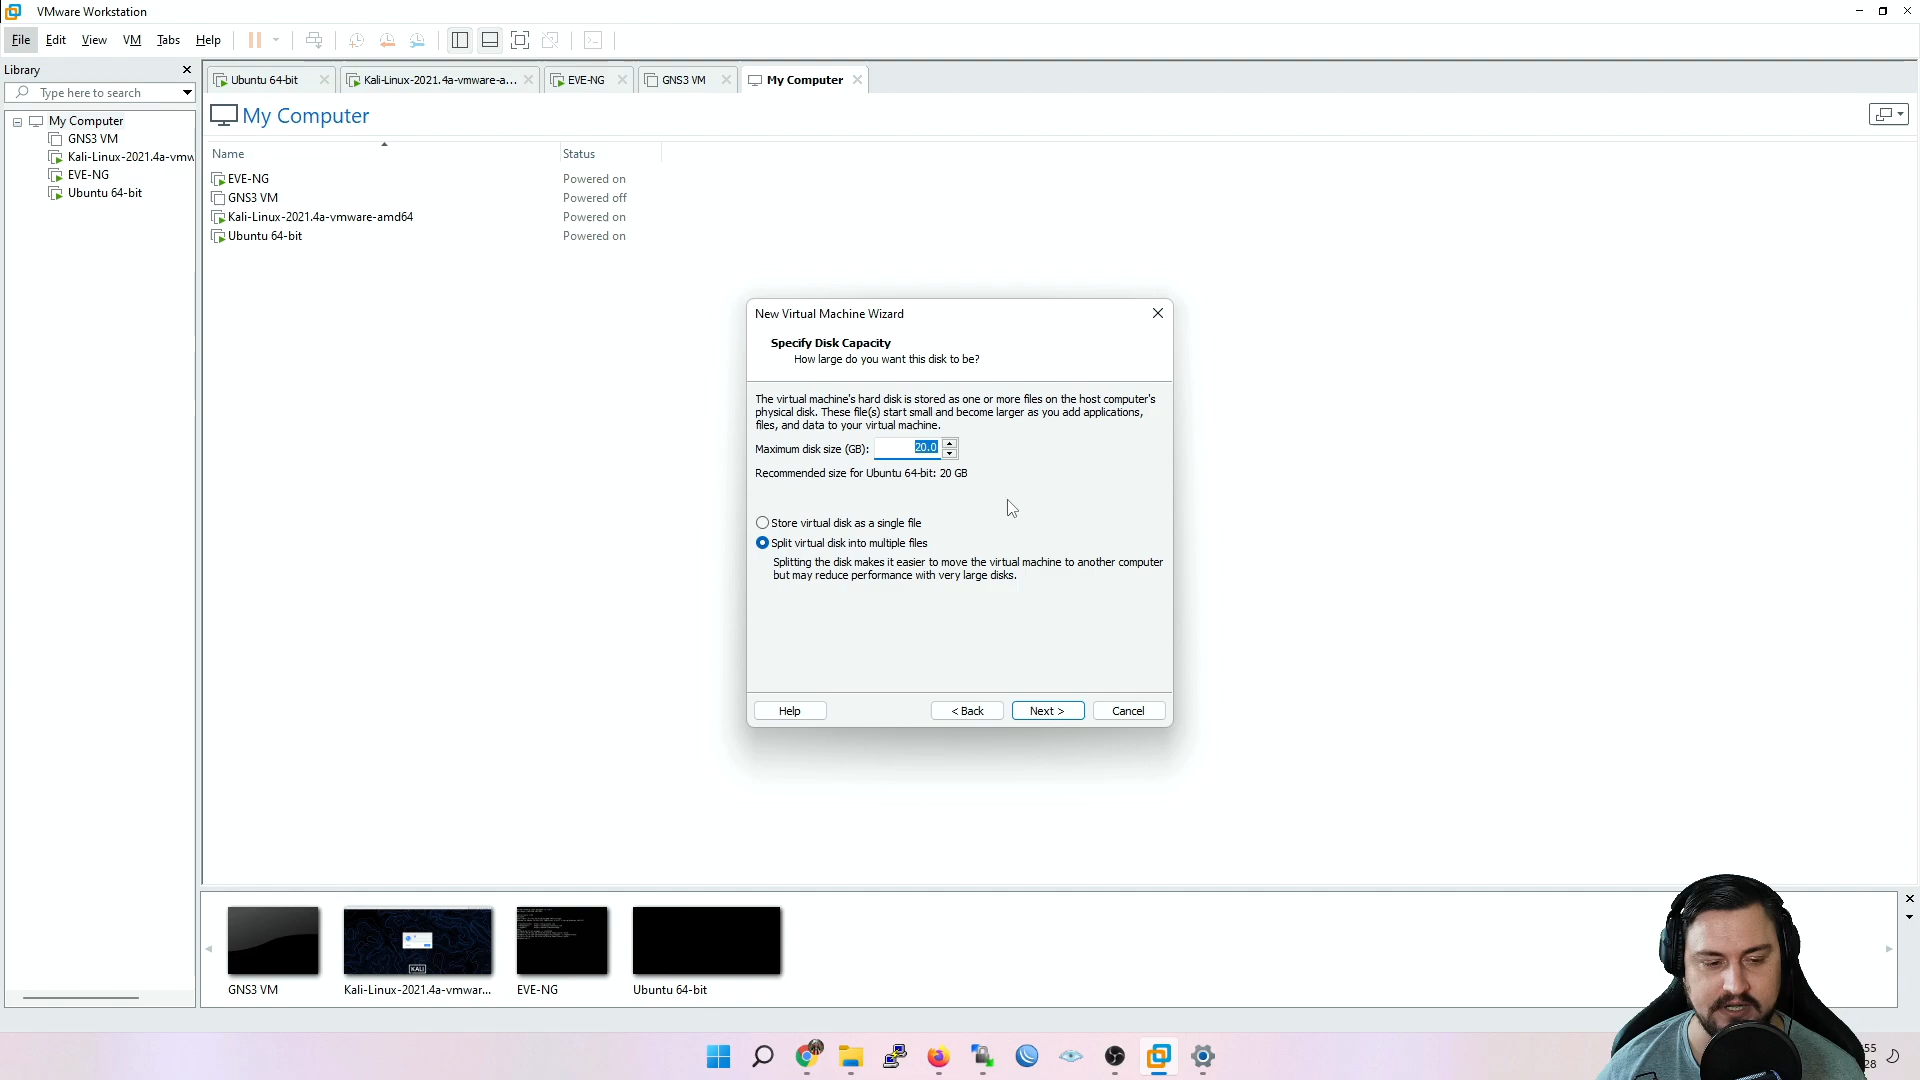 VMware Workstation
File Edit View VM Tabs Help
Library
Type here to search
My Computer
GNS3 VM
Kali-Linux-2021.4a-vmw
EVE-NG
Ubuntu 64-bit
Ubuntu 64-bit Kali-Linux-2021.4a-vmware-a... EVE-NG GNS3 VM My Computer
My Computer
Name Status
EVE-NG Powered on
GNS3 VM Powered off
Kali-Linux-2021.4a-vmware-amd64 Powered on
Ubuntu 64-bit Powered on
New Virtual Machine Wizard
Specify Disk Capacity
How large do you want this disk to be?
The virtual machine's hard disk is stored as one or more files on the host computer's
physical disk. These file(s) start small and become larger as you add applications,
files, and data to your virtual machine.
Maximum disk size (GB): 20.0
Recommended size for Ubuntu 64-bit: 20 GB
Store virtual disk as a single file
Split virtual disk into multiple files
Splitting the disk makes it easier to move the virtual machine to another computer
but may reduce performance with very large disks.
Help < Back Next > Cancel
KALI
GNS3 VM Kali-Linux-2021.4a-vmwar... EVE-NG Ubuntu 64-bit
55
28